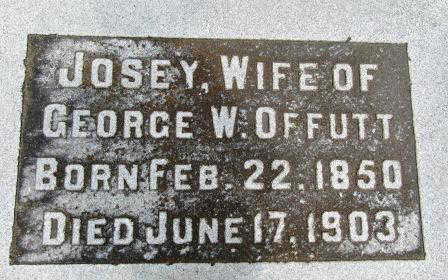 JOSEY, WIFE OF
GEORGE W. OFFUTT
BORN FEB. 22. 1850
DIED JUNE 17, 1903